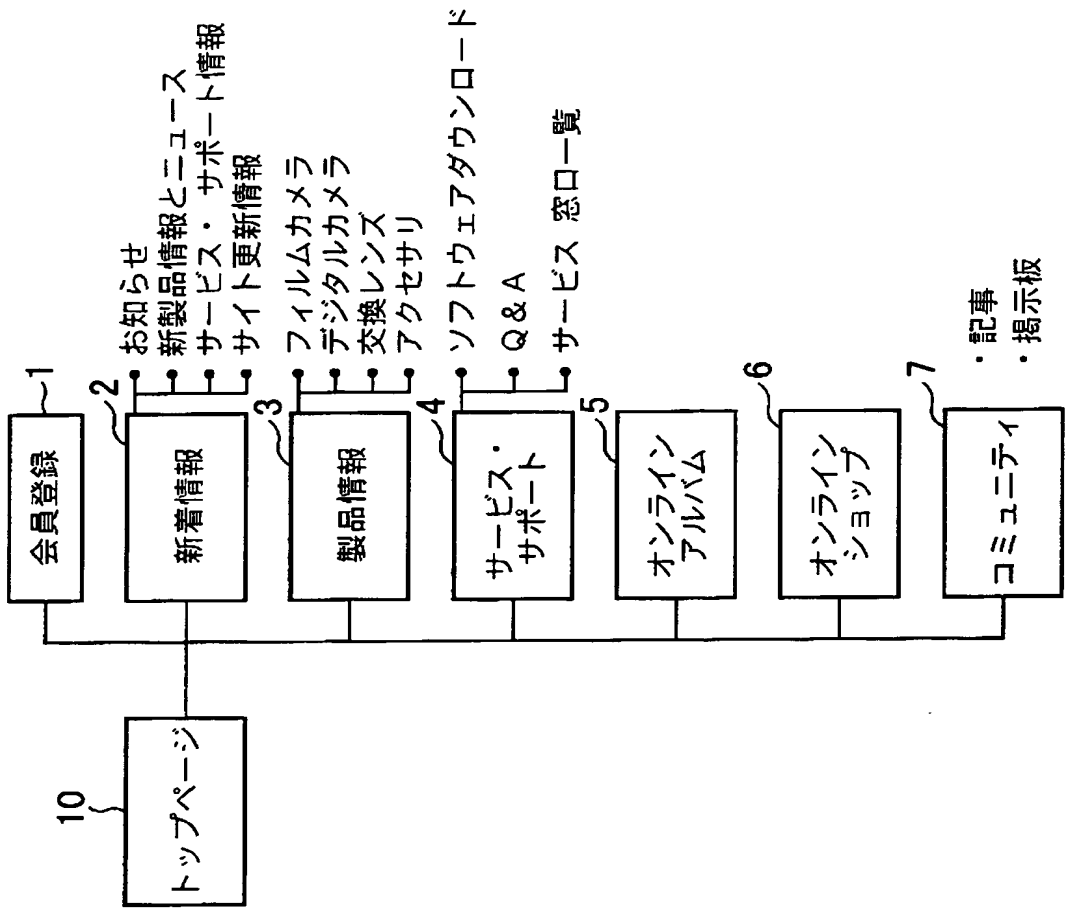 10
トップページ
1
会員登録
2
新着情報
お知らせ
新製品情報とニュース
サービス・サポート情報
サイト更新情報
3
製品情報
フィルムカメラ
デジタルカメラ
交換レンズ
アクセサリ
4
サービス・
サポート
ソフトウェアダウンロード
Q&A
サービス 窓口一覧
5
オンライン
アルバム
6
オンライン
ショップ
7
コミュニティ
・記事
・掲示板